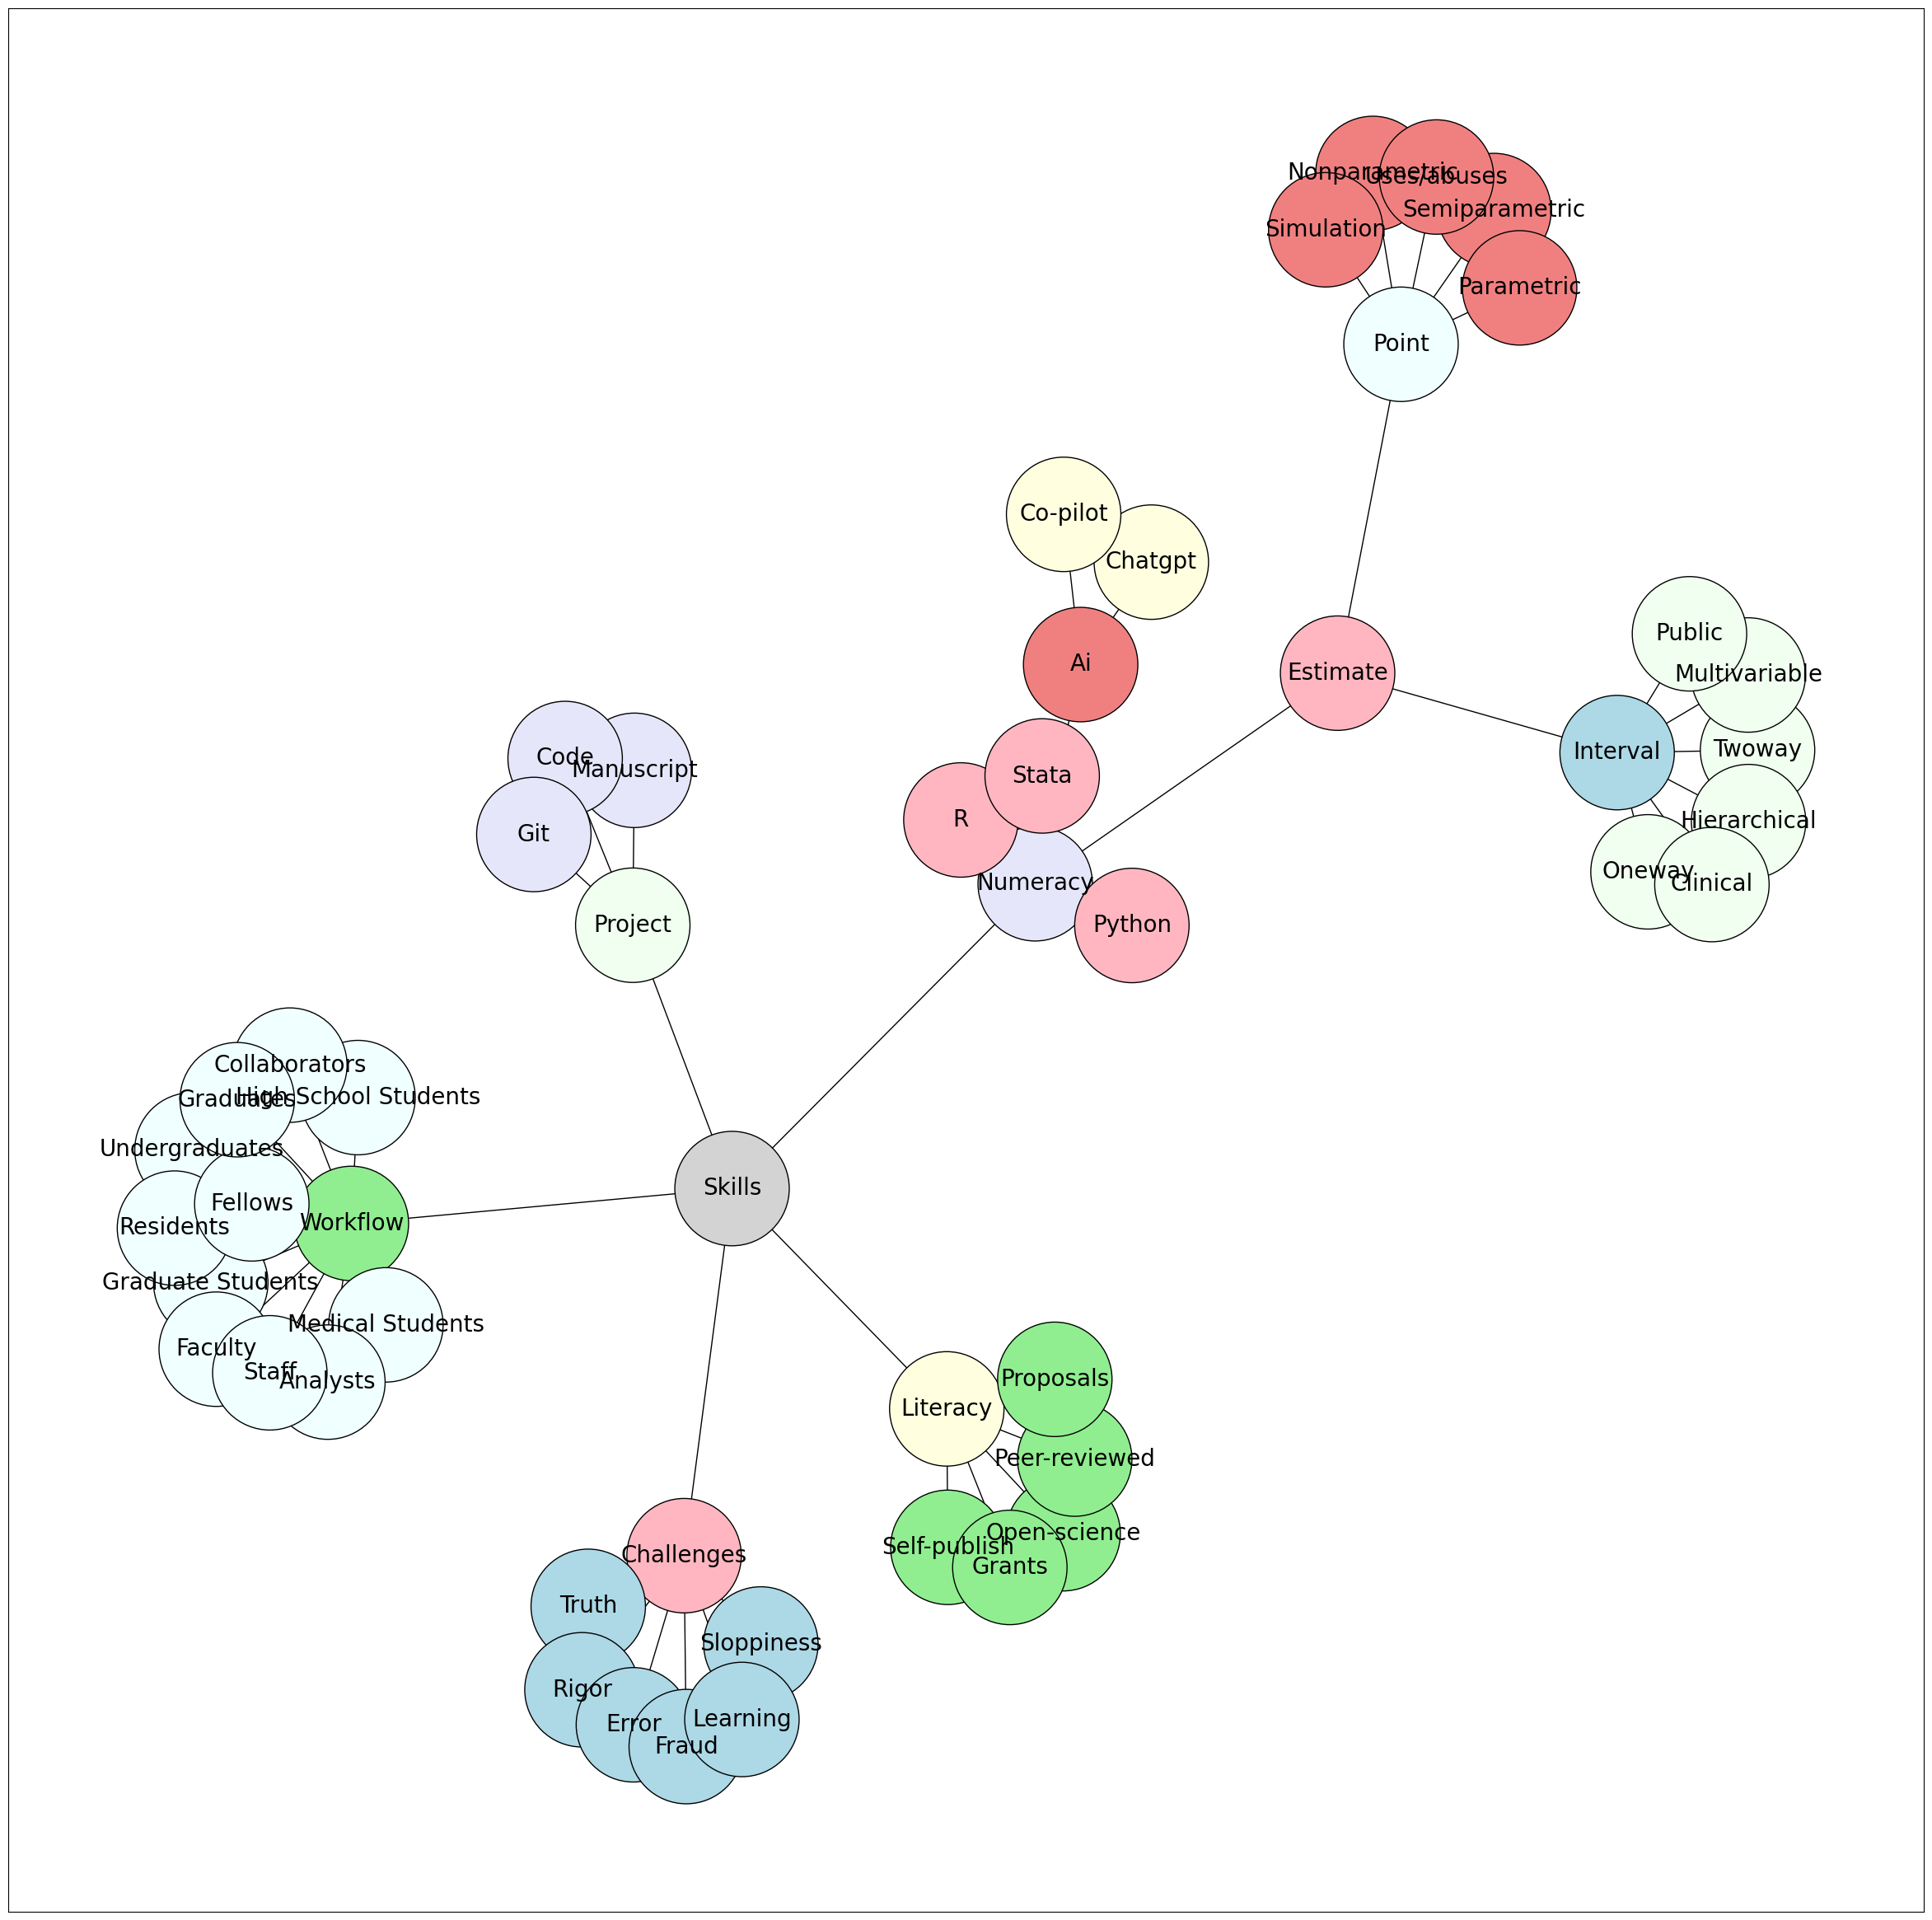 Nonparametric
Uses/abuses
Semiparametric
Simulation
Parametric
Point
Co-pilot
Chatgpt
Public
Ai
Estimate
Multivariable
Code
Manuscript
Stata
Interval
Twoway
Git
R
Hierarchical
Numeracy
Oneway
Clinical
Project
Python
Collaborators
Graduates
High School Students
Undergraduates
Skills
Fellows
Residents
Workflow
Graduate Students
Medical Students
Faculty
Staff
Analysts
Proposals
Literacy
Peer-reviewed
Open-science
Self-publish
Grants
Challenges
Truth
Sloppiness
Rigor
Error
Learning
Fraud